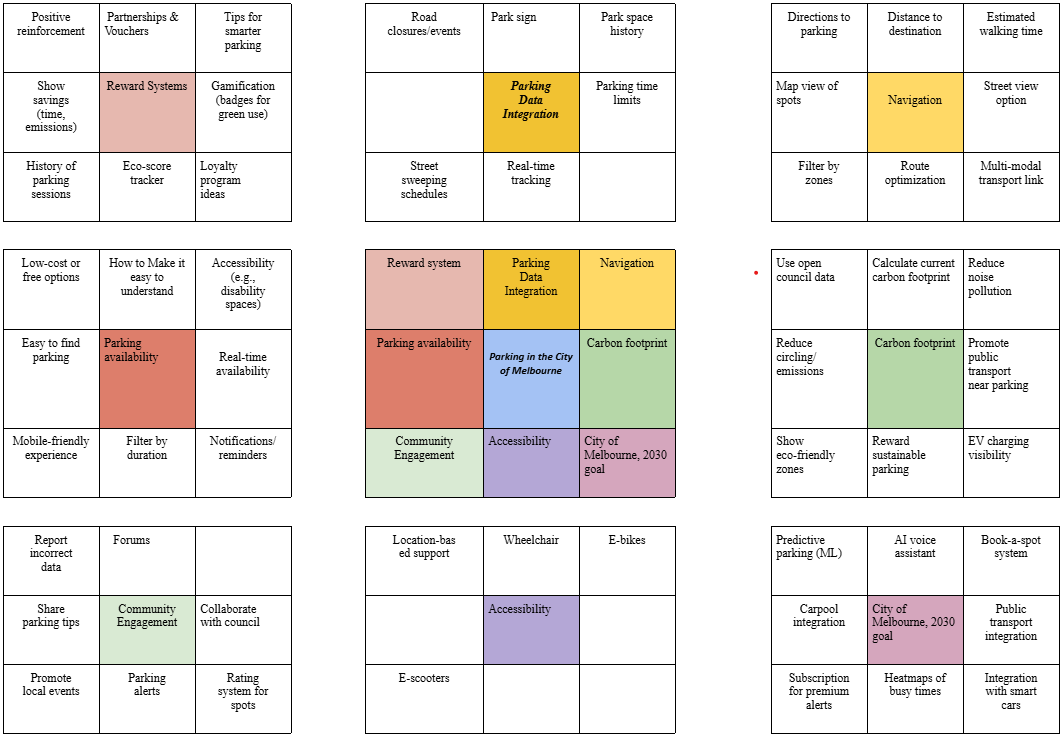 Positive
reinforcement
Partnerships &
Vouchers
Tips for
smarter
parking
Show
savings
(time,
emissions)
Reward Systems
Gamification
(badges for
green use)
History of
parking
sessions
Eco-score
tracker
Loyalty
program
ideas
Road
closures/events
Park sign
Park space
history
Parking
Data
Integration
Parking time
limits
Street
sweeping
schedules
Real-time
tracking
Directions to
parking
Distance to
destination
Estimated
walking time
Map view of
spots
Navigation
Street view
option
Filter by
zones
Route
optimization
Multi-modal
transport link
Low-cost or
free options
How to Make it
easy to
understand
Accessibility
(e.g.,
disability
spaces)
Easy to find
parking
Parking
availability
Real-time
availability
Mobile-friendly
experience
Filter by
duration
Notifications/
reminders
Reward system
Parking
Data
Integration
Navigation
Parking availability
Parking in the City
of Melbourne
Carbon footprint
Community
Engagement
Accessibility
City of
Melbourne, 2030
goal
Use open
council data
Calculate current
carbon footprint
Reduce
noise
pollution
Reduce
circling/
emissions
Carbon footprint
Promote
public
transport
near parking
Show
eco-friendly
zones
Reward
sustainable
parking
EV charging
visibility
Report
incorrect
data
Forums
Share
parking tips
Community
Engagement
Collaborate
with council
Promote
local events
Parking
alerts
Rating
system for
spots
Location-bas
ed support
Wheelchair
E-bikes
Accessibility
E-scooters
Predictive
parking (ML)
AI voice
assistant
Book-a-spot
system
Carpool
integration
City of
Melbourne, 2030
goal
Public
transport
integration
Subscription
for premium
alerts
Heatmaps of
busy times
Integration
with smart
cars